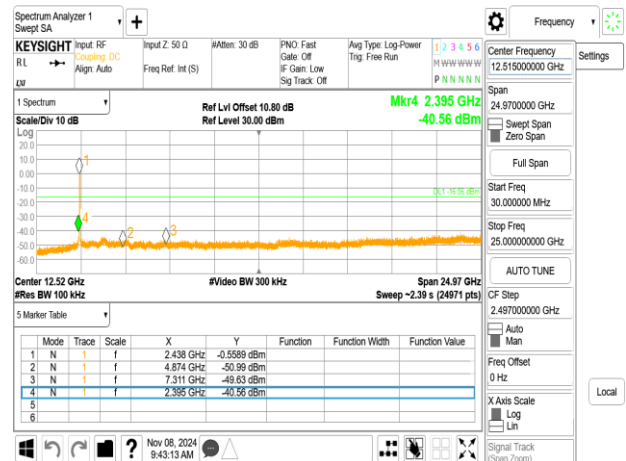 Spectrum Analyzer 1
Swept SA
Frequency
KEYSIGHT
Input: RF
Input Z: 50 Ω
#Atten: 30 dB
PNO: Fast
Avg Type: Log-Power
1 2 3 4 5 6
RL
Coupling: DC
Gate: Off
Trig: Free Run
M W W W W W
Align: Auto
Freq Ref: Int (S)
IF Gain: Low
Sig Track: Off
P N N N N N
LXI
Center Frequency
12.515000000 GHz
Settings
1 Spectrum
Ref Lvl Offset 10.80 dB
Mkr4 2.395 GHz
Scale/Div 10 dB
Ref Level 30.00 dBm
-40.56 dBm
Span
24.9700000 GHz
Swept Span
Zero Span
Log
20.0
10.0
0.00
-10.0
-20.0
-30.0
-40.0
-50.0
-60.0
1
2
3
4
DL1 -16.56 dBm
Full Span
Start Freq
30.000000 MHz
Stop Freq
25.000000000 GHz
AUTO TUNE
Center 12.52 GHz
#Video BW 300 kHz
Span 24.97 GHz
#Res BW 100 kHz
Sweep ~2.39 s (24971 pts)
CF Step
2.497000000 GHz
Auto
Man
5 Marker Table
Mode Trace Scale X Y Function Function Width Function Value
1 N 1 f 2.438 GHz -0.5589 dBm
2 N 1 f 4.874 GHz -50.99 dBm
3 N 1 f 7.311 GHz -49.63 dBm
4 N 1 f 2.395 GHz -40.56 dBm
5
6
Freq Offset
0 Hz
X Axis Scale
Log
Lin
Local
Signal Track
(Span Zoom)
?
Nov 08, 2024
9:43:13 AM